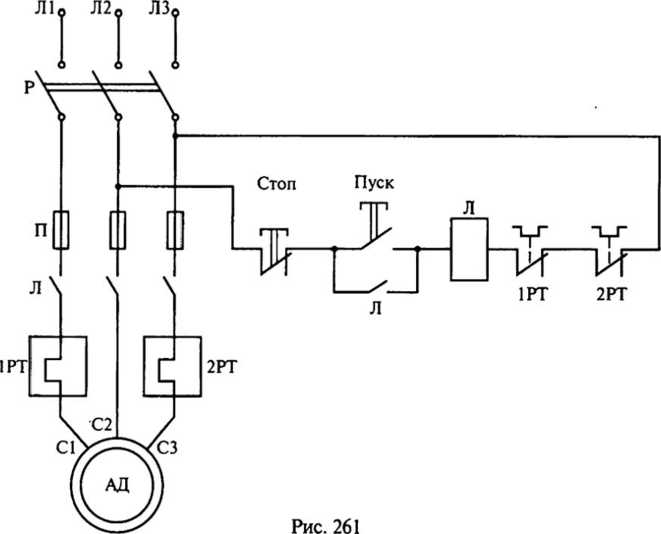 Л1 Л2 Л3
Р
Стоп Пуск
П Л
Л Л 1РТ 2РТ
1РТ 2РТ
С2
С1 С3
АД
Рис. 261